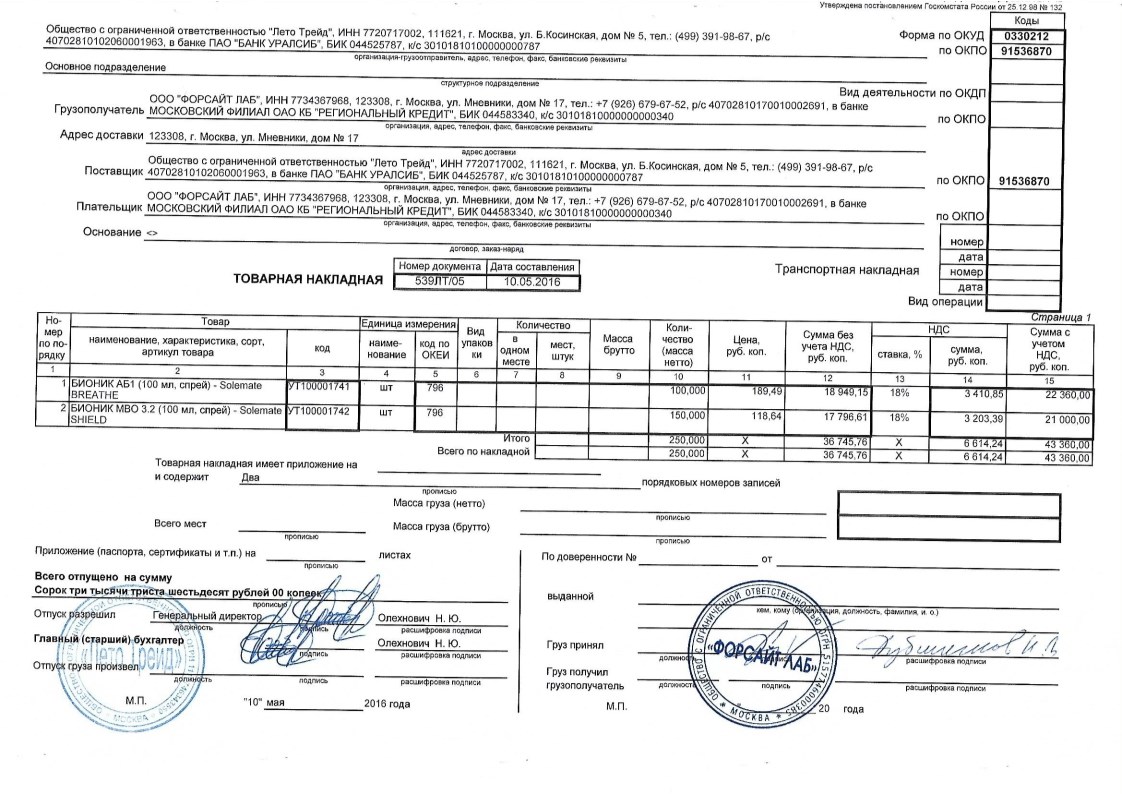 Утверждена постановлением Госкомстата России от 25.12.98 № 132
Коды
Форма по ОКУД 0330212
Общество с ограниченной ответственностью "Лето Трейд", ИНН 7720717002, 111621, г. Москва, ул. Б.Косинская, дом № 5, тел.: (499) 391-98-67, р/с
40702810102060001963, в банке ПАО "БАНК УРАЛСИБ", БИК 044525787, к/с 30101810100000000787
по ОКПО 91536870
организация-грузоотправитель, адрес, телефон, факс, банковские реквизиты
Основное подразделение
структурное подразделение
Вид деятельности по ОКДП
Грузополучатель ООО "ФОРСАЙТ ЛАБ", ИНН 7734367968, 123308, г. Москва, ул. Мневники, дом № 17, тел.: +7 (926) 679-67-52, р/с 40702810170010002691, в банке
МОСКОВСКИЙ ФИЛИАЛ ОАО КБ "РЕГИОНАЛЬНЫЙ КРЕДИТ", БИК 044583340, к/с 30101810000000000340
по ОКПО
организация, адрес, телефон, факс, банковские реквизиты
Адрес доставки 123308, г. Москва, ул. Мневники, дом № 17
адрес доставки
Поставщик Общество с ограниченной ответственностью "Лето Трейд", ИНН 7720717002, 111621, г. Москва, ул. Б.Косинская, дом № 5, тел.: (499) 391-98-67, р/с
40702810102060001963, в банке ПАО "БАНК УРАЛСИБ", БИК 044525787, к/с 30101810100000000787
по ОКПО 91536870
организация, адрес, телефон, факс, банковские реквизиты
Плательщик ООО "ФОРСАЙТ ЛАБ", ИНН 7734367968, 123308, г. Москва, ул. Мневники, дом № 17, тел.: +7 (926) 679-67-52, р/с 40702810170010002691, в банке
МОСКОВСКИЙ ФИЛИАЛ ОАО КБ "РЕГИОНАЛЬНЫЙ КРЕДИТ", БИК 044583340, к/с 30101810000000000340
по ОКПО
организация, адрес, телефон, факс, банковские реквизиты
Основание <>
договор, заказ-наряд
номер
дата
Транспортная накладная номер
дата
Вид операции
Номер документа Дата составления
ТОВАРНАЯ НАКЛАДНАЯ 539ЛТ/05 10.05.2016
Страница 1
Но-мер по по-рядку Товар Единица измерения Вид упаков ки Количество Масса брутто Коли-чество (масса нетто) Цена, руб. коп. Сумма без учета НДС, руб. коп. НДС Сумма с учетом НДС, руб. коп.
наименование, характеристика, сорт, артикул товара код наиме-нование код по ОКЕИ в одном месте мест, штук ставка, % сумма, руб. коп.
1 2 3 4 5 6 7 8 9 10 11 12 13 14 15
1 БИОНИК АБ1 (100 мл, спрей) - Solemate BREATHE УТ100001741 шт 796 100,000 189,49 18 949,15 18% 3 410,85 22 360,00
2 БИОНИК МВО 3.2 (100 мл, спрей) - Solemate SHIELD УТ100001742 шт 796 150,000 118,64 17 796,61 18% 3 203,39 21 000,00
Итого 250,000 X 36 745,76 X 6 614,24 43 360,00
Всего по накладной 250,000 X 36 745,76 X 6 614,24 43 360,00
Товарная накладная имеет приложение на
и содержит Два порядковых номеров записей
прописью
Масса груза (нетто)
прописью
Всего мест Масса груза (брутто)
прописью прописью
Приложение (паспорта, сертификаты и т.п.) на листах
прописью
По доверенности № от
Всего отпущено на сумму
Сорок три тысячи триста шестьдесят рублей 00 копеек
прописью
выданной
кем, кому (организация, должность, фамилия, и. о.)
Отпуск разрешил Генеральный директор Олехнович Н. Ю.
должность подпись расшифровка подписи
Главный (старший) бухгалтер Олехнович Н. Ю.
подпись расшифровка подписи
Груз принял
должность расшифровка подписи
Отпуск груза произвел
должность подпись расшифровка подписи
Груз получил
грузополучатель
должность подпись расшифровка подписи
М.П. "10" мая 2016 года
М.П. 20 года
«Лето Трейд»
МОСКВА
«ФОРСАЙТ ЛАБ»
ОБЩЕСТВО С ОГРАНИЧЕННОЙ ОТВЕТСТВЕННОСТЬЮ ОГРН 5157746000385
* МОСКВА *